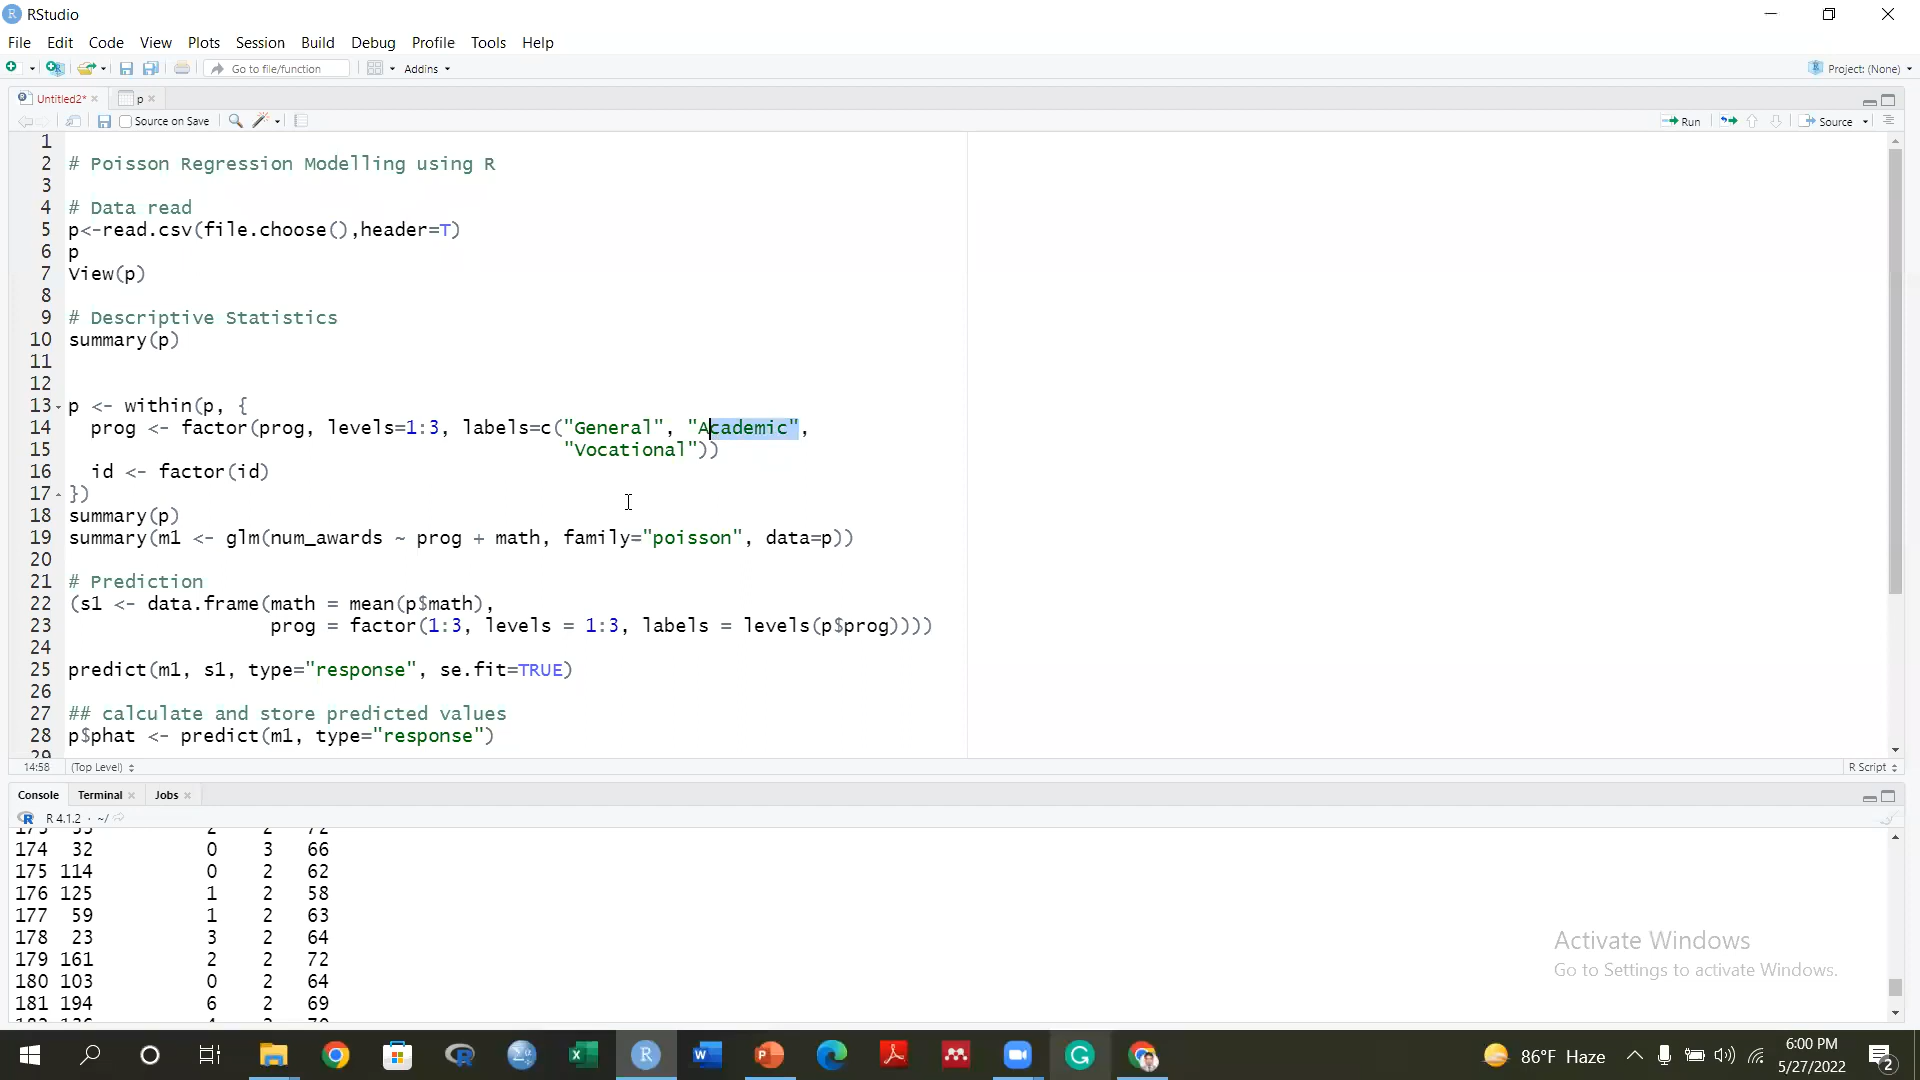 RStudio
File Edit Code View Plots Session Build Debug Profile Tools Help
Go to file/function Addins Project: (None)
Untitled2* p
Source on Save Run Source
1
2 # Poisson Regression Modelling using R
3
4 # Data read
5 p<-read.csv(file.choose(),header=T)
6 p
7 View(p)
8
9 # Descriptive Statistics
10 summary(p)
11
12
13 p <- within(p, {
14 prog <- factor(prog, levels=1:3, labels=c("General", "Academic",
15 "Vocational"))
16 id <- factor(id)
17 })
18 summary(p)
19 summary(m1 <- glm(num_awards ~ prog + math, family="poisson", data=p))
20
21 # Prediction
22 (s1 <- data.frame(math = mean(p$math),
23 prog = factor(1:3, levels = 1:3, labels = levels(p$prog))))
24
25 predict(m1, s1, type="response", se.fit=TRUE)
26
27 ## calculate and store predicted values
28 p$phat <- predict(m1, type="response")
29
14:58 (Top Level) R Script
Console Terminal Jobs
R 4.1.2 · ~/
174 32 0 3 66
175 114 0 2 62
176 125 1 2 58
177 59 1 2 63
178 23 3 2 64
179 161 2 2 72
180 103 0 2 64
181 194 6 2 69
Activate Windows
Go to Settings to activate Windows.
86°F Haze
6:00 PM
5/27/2022
2